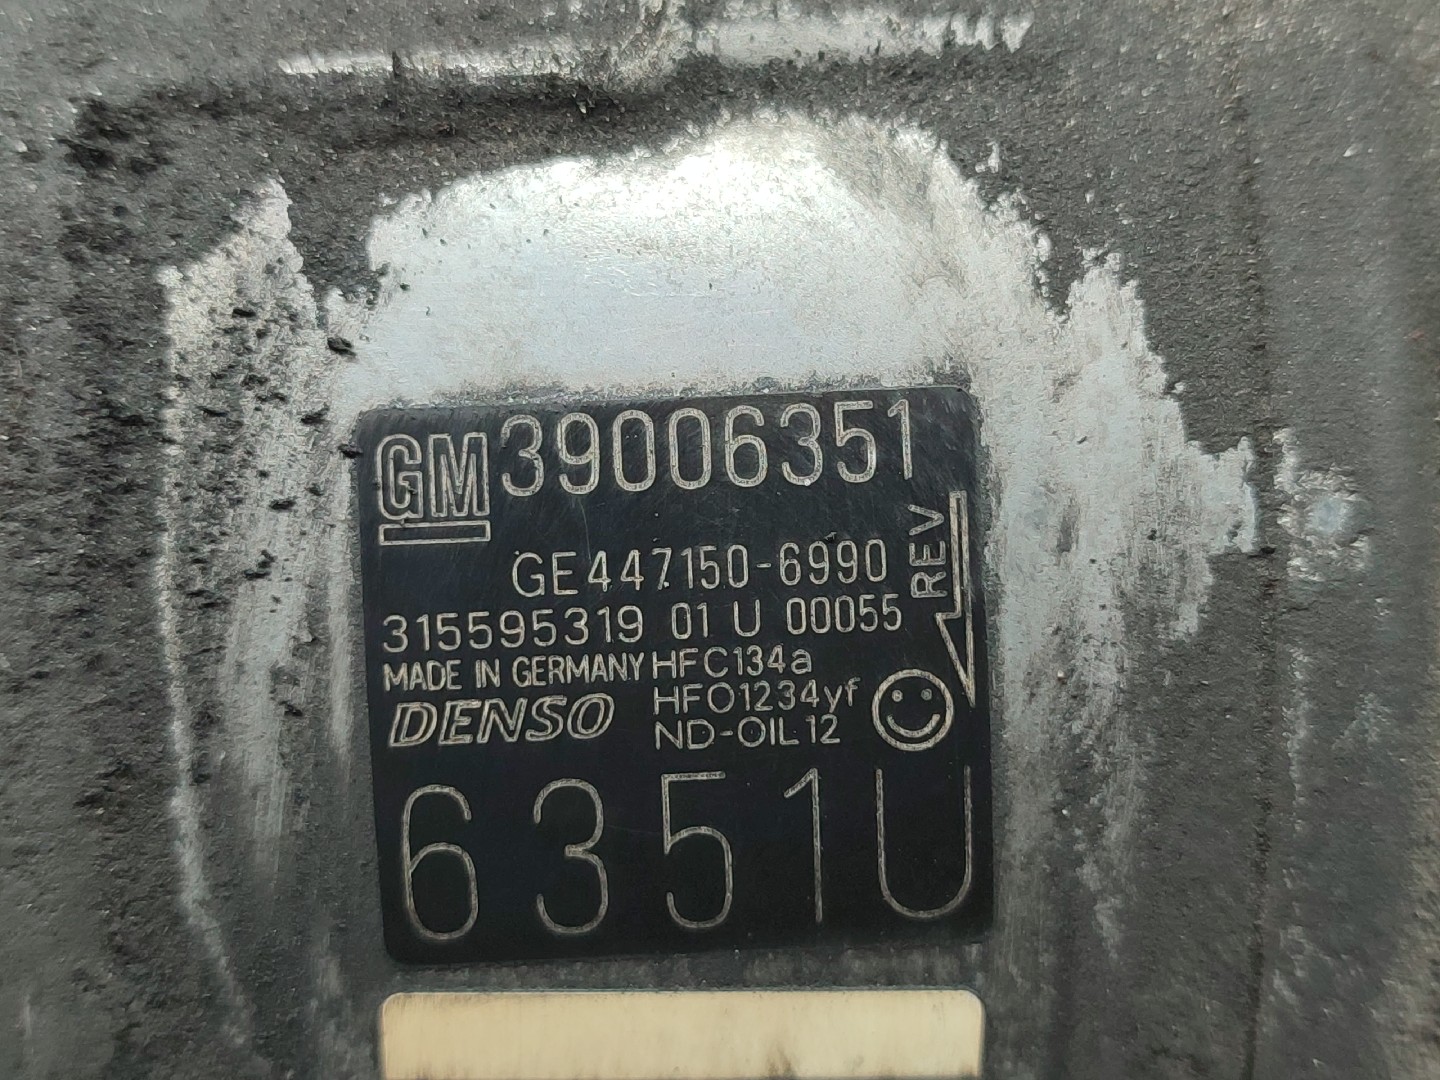 GM 39006351
GE447150-6990
REV
315595319 01 U 00055
MADE IN GERMANY HFC134a
DENSO HFO1234yf
ND-OIL12
6351U